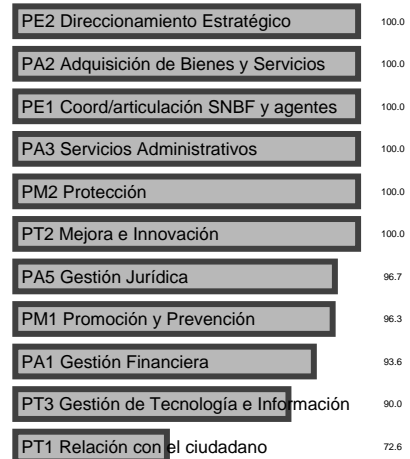 PE2 Direccionamiento Estratégico 100.0
PA2 Adquisición de Bienes y Servicios 100.0
PE1 Coord/articulación SNBF y agentes 100.0
PA3 Servicios Administrativos 100.0
PM2 Protección 100.0
PT2 Mejora e Innovación 100.0
PA5 Gestión Jurídica 96.7
PM1 Promoción y Prevención 96.3
PA1 Gestión Financiera 93.6
PT3 Gestión de Tecnología e Información 90.0
PT1 Relación con el ciudadano 72.6